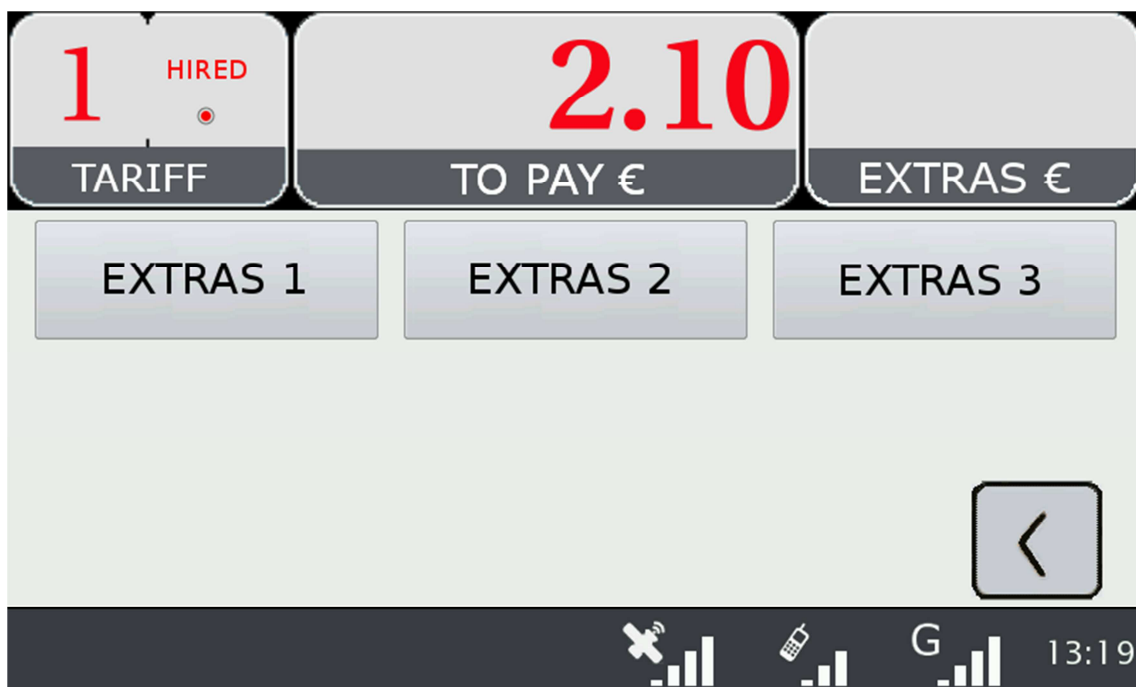 1 HIRED 2.10
TARIFF TO PAY € EXTRAS €
EXTRAS 1 EXTRAS 2 EXTRAS 3
G 13:19